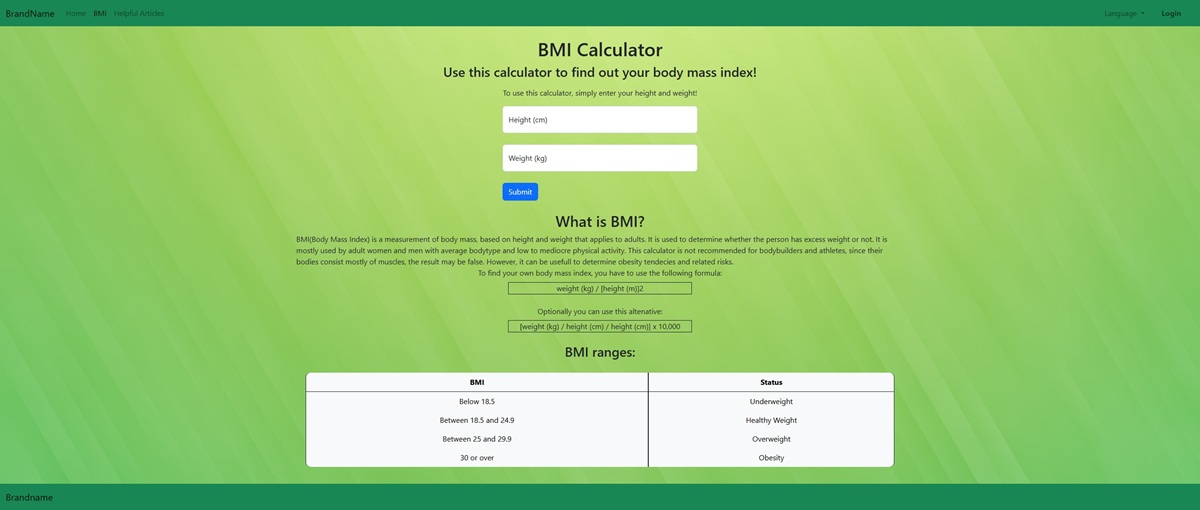 BrandName Home BMI Helpful Articles Language Login
BMI Calculator
Use this calculator to find out your body mass index!
To use this calculator, simply enter your height and weight!
Height (cm)
Weight (kg)
Submit
What is BMI?
BMI(Body Mass Index) is a measurement of body mass, based on height and weight that applies to adults. It is used to determine whether the person has excess weight or not. It is
mostly used by adult women and men with average bodytype and low to mediocre physical activity. This calculator is not recommended for bodybuilders and athletes, since their
bodies consist mostly of muscles, the result may be false. However, it can be usefull to determine obesity tendecies and related risks.
To find your own body mass index, you have to use the following formula:
weight (kg) / [height (m)]2
Optionally you can use this altenative:
[weight (kg) / height (cm) / height (cm)] x 10,000
BMI ranges:
BMI Status
Below 18.5 Underweight
Between 18.5 and 24.9 Healthy Weight
Between 25 and 29.9 Overweight
30 or over Obesity
Brandname